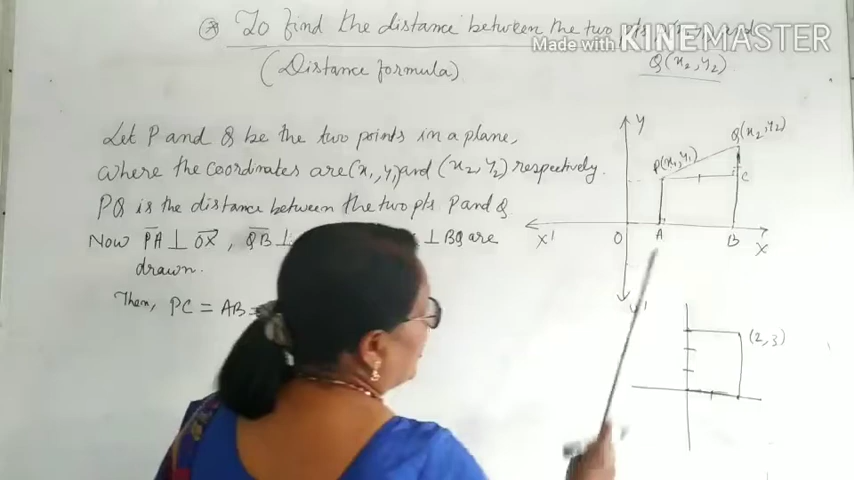 To find the distance between the two pts and
Made with KINEMASTER
(Distance formula)
Q(x₂, y₂)
Let P and Q be the two points in a plane,
where the coordinates are (x₁, y₁) and (x₂, y₂) respectively.
PQ is the distance between the two pts P and Q
Now PA ⊥ OX, QB ⊥ ⊥ BQ are
drawn.
Then, PC = AB =
Y
Q(x₂, y₂)
P(x₁, y₁)
C
X' O A B X
Y'
(2, 3)